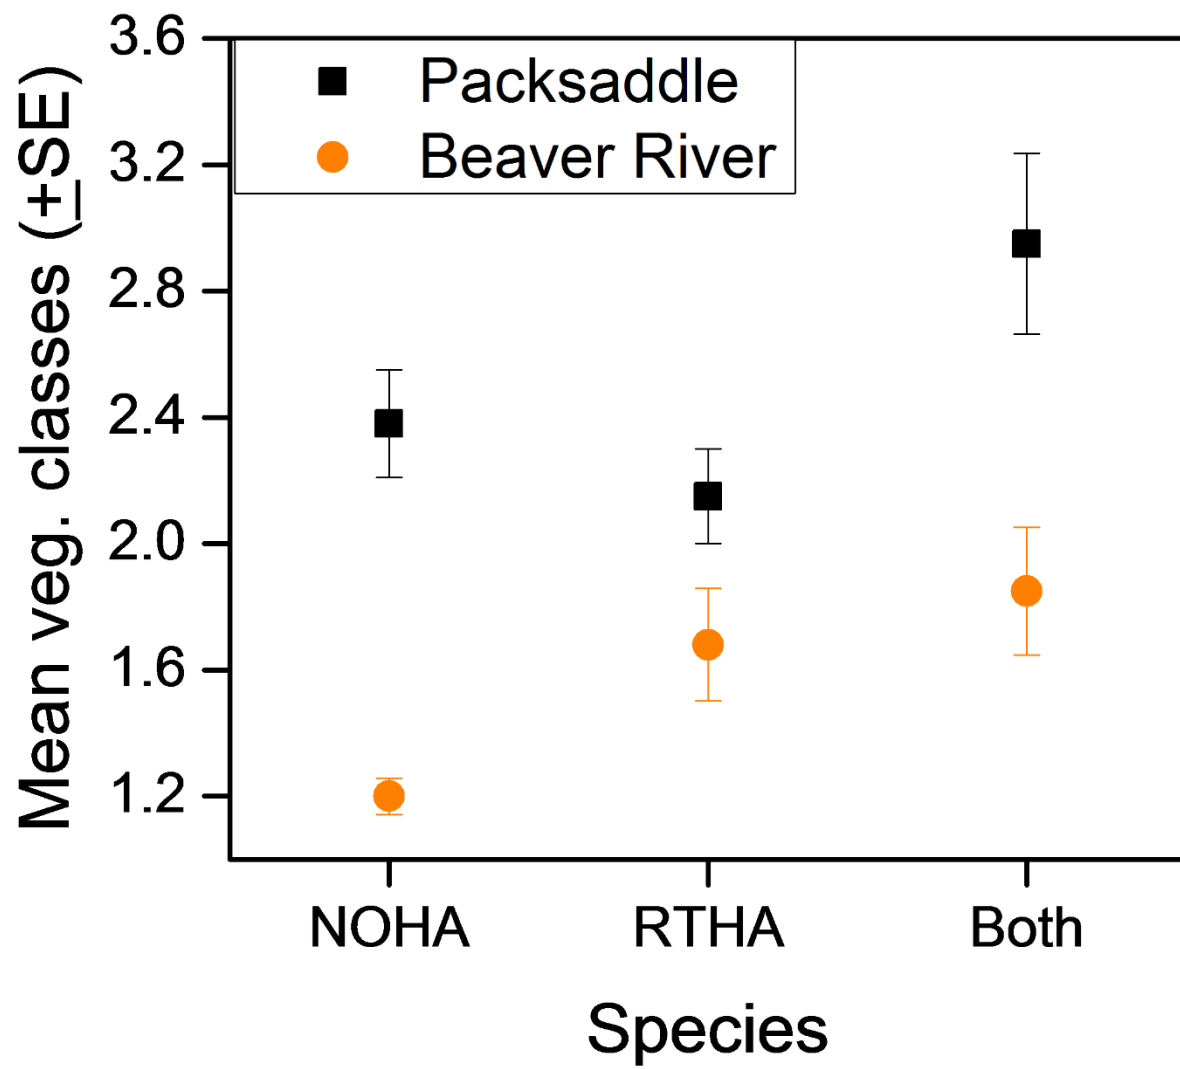 Mean veg. classes (±SE)
3.6
3.2
2.8
2.4
2.0
1.6
1.2
Packsaddle
Beaver River
NOHA RTHA Both
Species